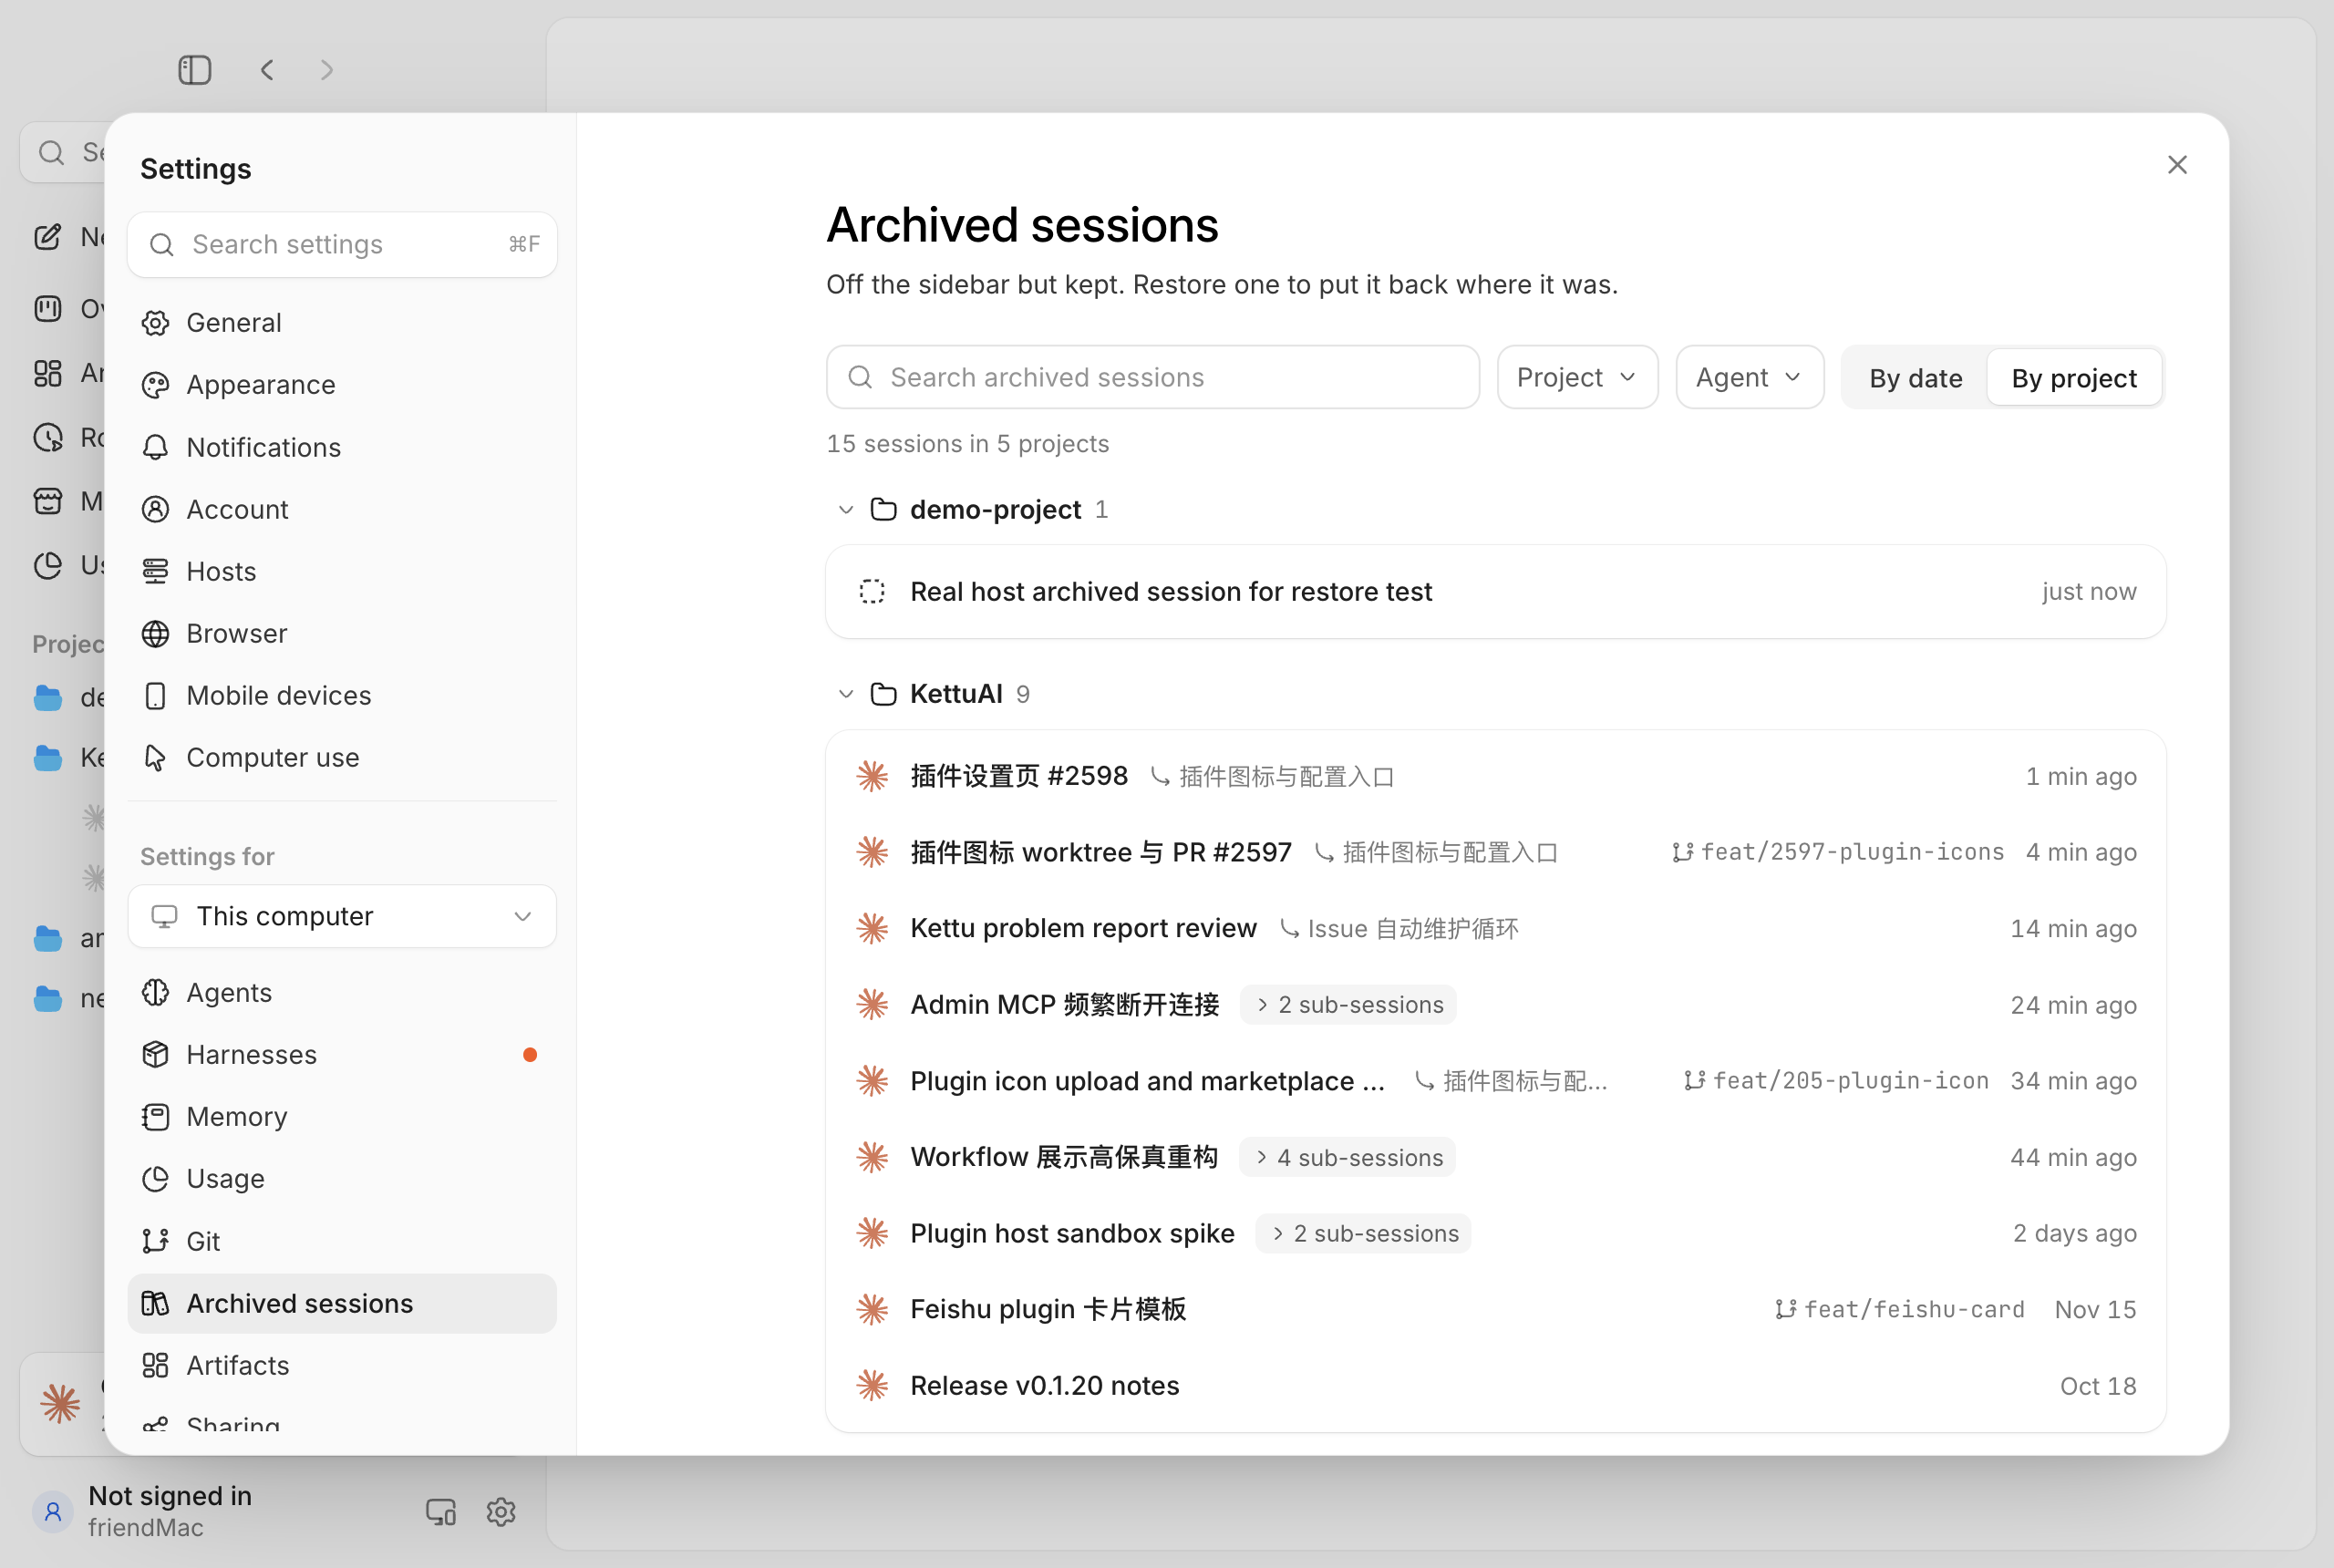 Settings
Search settings ⌘F
General
Appearance
Notifications
Account
Hosts
Browser
Mobile devices
Computer use
Settings for
This computer
Agents
Harnesses
Memory
Usage
Git
Archived sessions
Artifacts
Sharing
Not signed in
friendMac
Archived sessions
Off the sidebar but kept. Restore one to put it back where it was.
Search archived sessions Project Agent By date By project
15 sessions in 5 projects
demo-project 1
Real host archived session for restore test just now
KettuAI 9
插件设置页 #2598 插件图标与配置入口 1 min ago
插件图标 worktree 与 PR #2597 插件图标与配置入口 feat/2597-plugin-icons 4 min ago
Kettu problem report review Issue 自动维护循环 14 min ago
Admin MCP 频繁断开连接 2 sub-sessions 24 min ago
Plugin icon upload and marketplace ... 插件图标与配... feat/205-plugin-icon 34 min ago
Workflow 展示高保真重构 4 sub-sessions 44 min ago
Plugin host sandbox spike 2 sub-sessions 2 days ago
Feishu plugin 卡片模板 feat/feishu-card Nov 15
Release v0.1.20 notes Oct 18